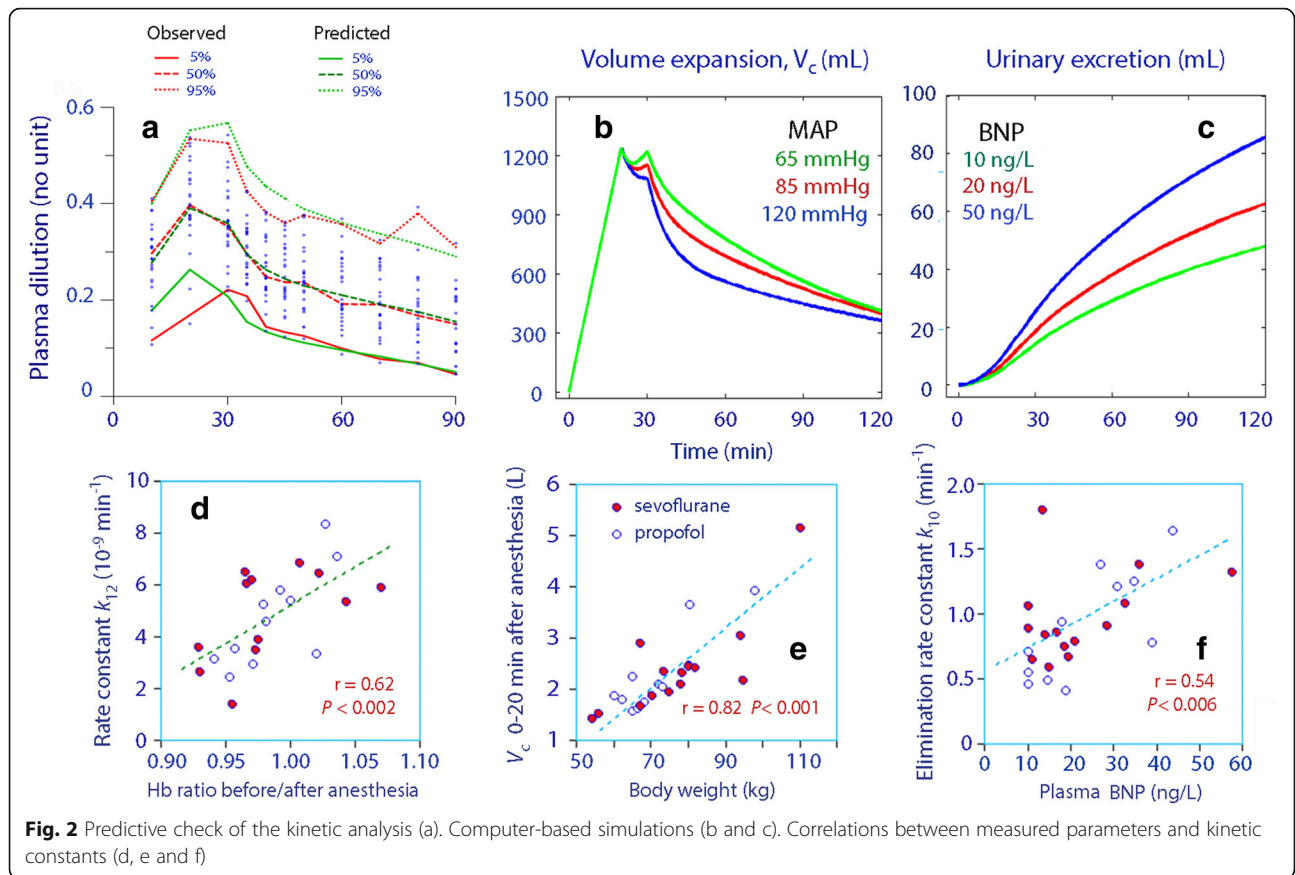 Observed Predicted
5% 5%
50% 50%
95% 95%
Plasma dilution (no unit)
0.6
0.4
0.2
0
a
0 30 60 90
Volume expansion, Vc (mL)
1500
1200
900
600
300
0
b
MAP
65 mmHg
85 mmHg
120 mmHg
0 30 60 90 120
Time (min)
Urinary excretion (mL)
100
80
60
40
20
0
BNP c
10 ng/L
20 ng/L
50 ng/L
0 30 60 90 120
Rate constant k12 (10-9 min-1)
10
8
6
4
2
0
d
r = 0.62
P < 0.002
0.90 0.95 1.00 1.05 1.10
Hb ratio before/after anesthesia
Vc 0-20 min after anesthesia (L)
6
5
4
3
2
1
sevoflurane
propofol
e
r = 0.82 P < 0.001
50 70 90 110
Body weight (kg)
Elimination rate constant k10 (min-1)
2.0
1.5
1.0
0.5
0
f
r = 0.54
P < 0.006
0 10 20 30 40 50 60
Plasma BNP (ng/L)
Fig. 2 Predictive check of the kinetic analysis (a). Computer-based simulations (b and c). Correlations between measured parameters and kinetic
constants (d, e and f)